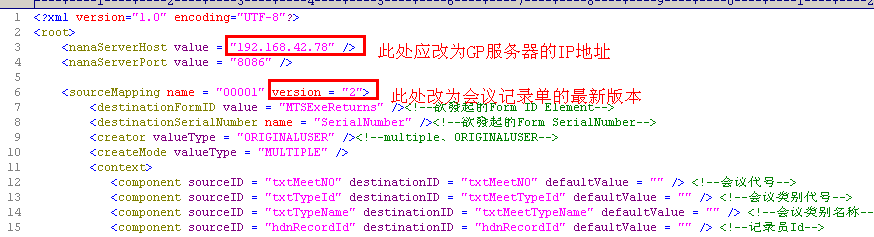 1 <?xml version="1.0" encoding="UTF-8"?>
2 <root>
3 <nanaServerHost value = "192.168.42.78" /> 此处应改为GP服务器的IP地址
4 <nanaServerPort value = "8086" />
5
6 <sourceMapping name = "00001" version = "2"> 此处改为会议记录单的最新版本
7 <destinationFormID value = "MTSExeReturns" /><!--欲發起的Form ID Element-->
8 <destinationSerialNumber name = "SerialNumber" /><!--欲發起的Form SerialNumber-->
9 <creator valueType = "ORIGINALUSER" /><!--multiple、ORIGINALUSER-->
10 <createMode valueType = "MULTIPLE" />
11 <context>
12 <component sourceID = "txtMeetNO" destinationID = "txtMeetNO" defaultValue = "" /> <!--会议代号-->
13 <component sourceID = "txtTypeId" destinationID = "txtMeetTypeId" defaultValue = "" /> <!--会议类别代号-->
14 <component sourceID = "txtTypeName" destinationID = "txtMeetTypeName" defaultValue = "" /> <!--会议类别名称--
15 <component sourceID = "hdnRecordId" destinationID = "hdnRecordId" defaultValue = "" /> <!--记录员Id-->